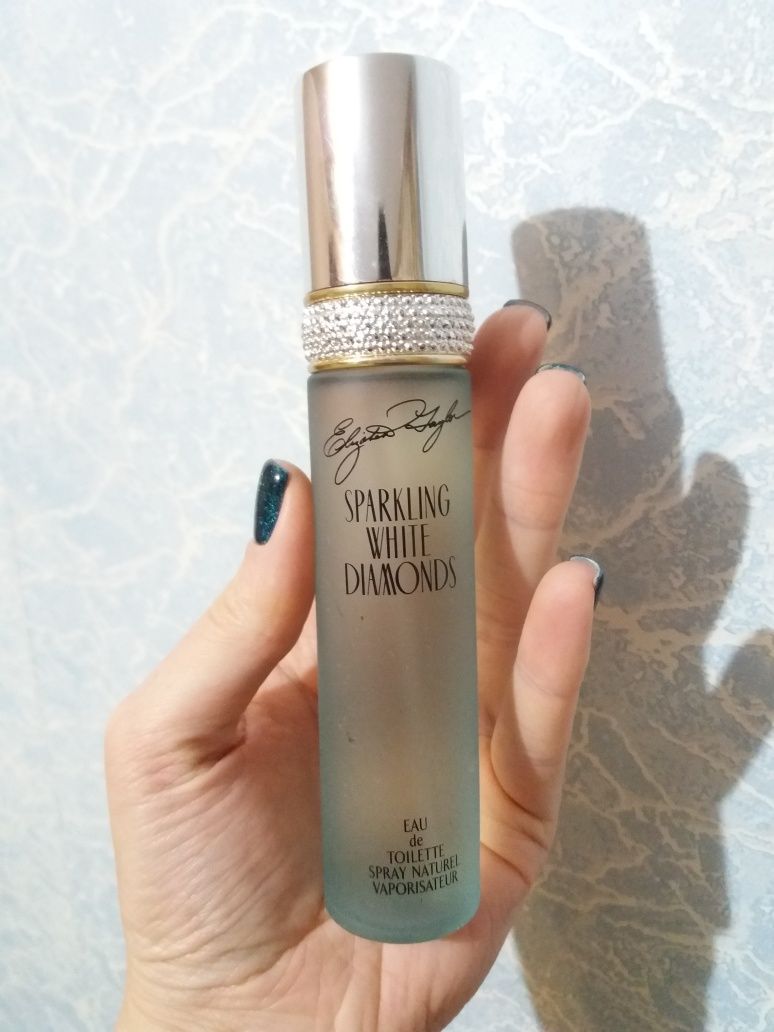 Elizabeth Taylor
SPARKLING
WHITE
DIAMONDS
EAU
de
TOILETTE
SPRAY NATUREL
VAPORISATEUR